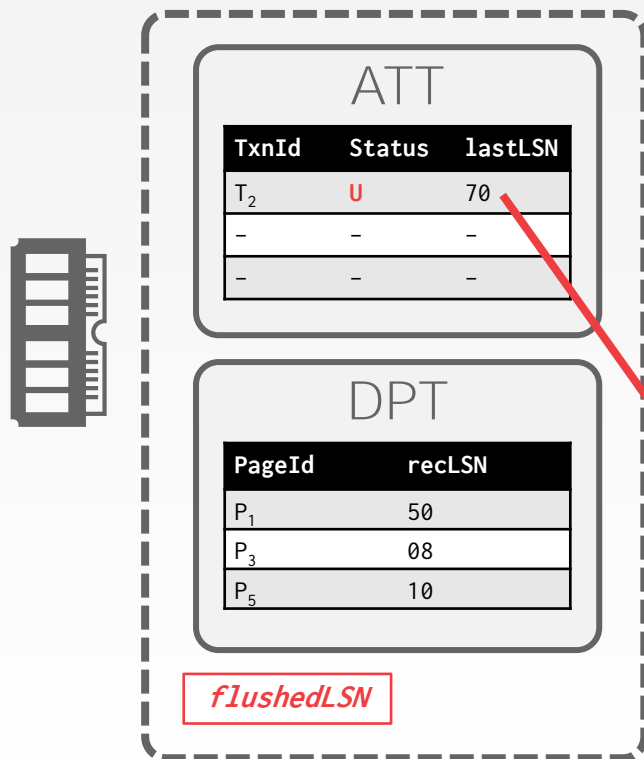 ATT
TxnId Status lastLSN
T₂ U 70
– – –
– – –
DPT
PageId recLSN
P₁ 50
P₃ 08
P₅ 10
flushedLSN